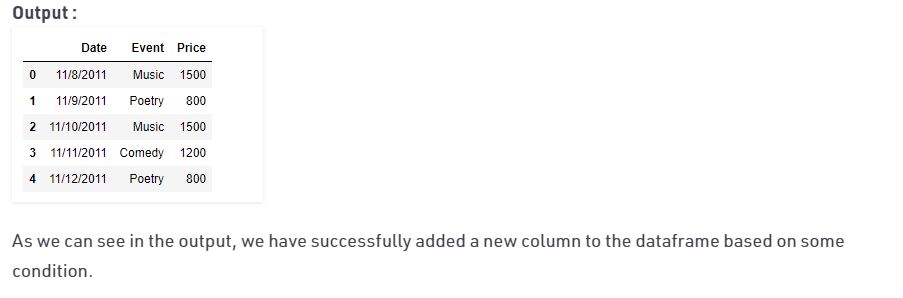 Output :
Date Event Price
0 11/8/2011 Music 1500
1 11/9/2011 Poetry 800
2 11/10/2011 Music 1500
3 11/11/2011 Comedy 1200
4 11/12/2011 Poetry 800
As we can see in the output, we have successfully added a new column to the dataframe based on some
condition.